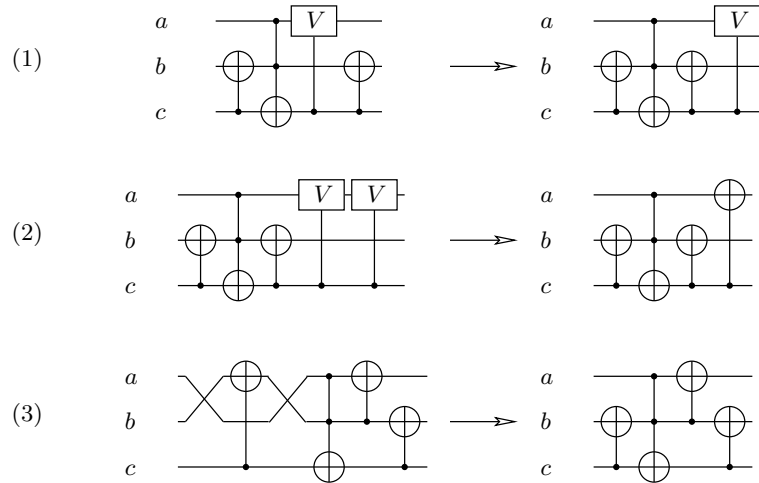 a V a V
(1) b b
c c
a V V a
(2) b b
c c
a a
(3) b b
c c